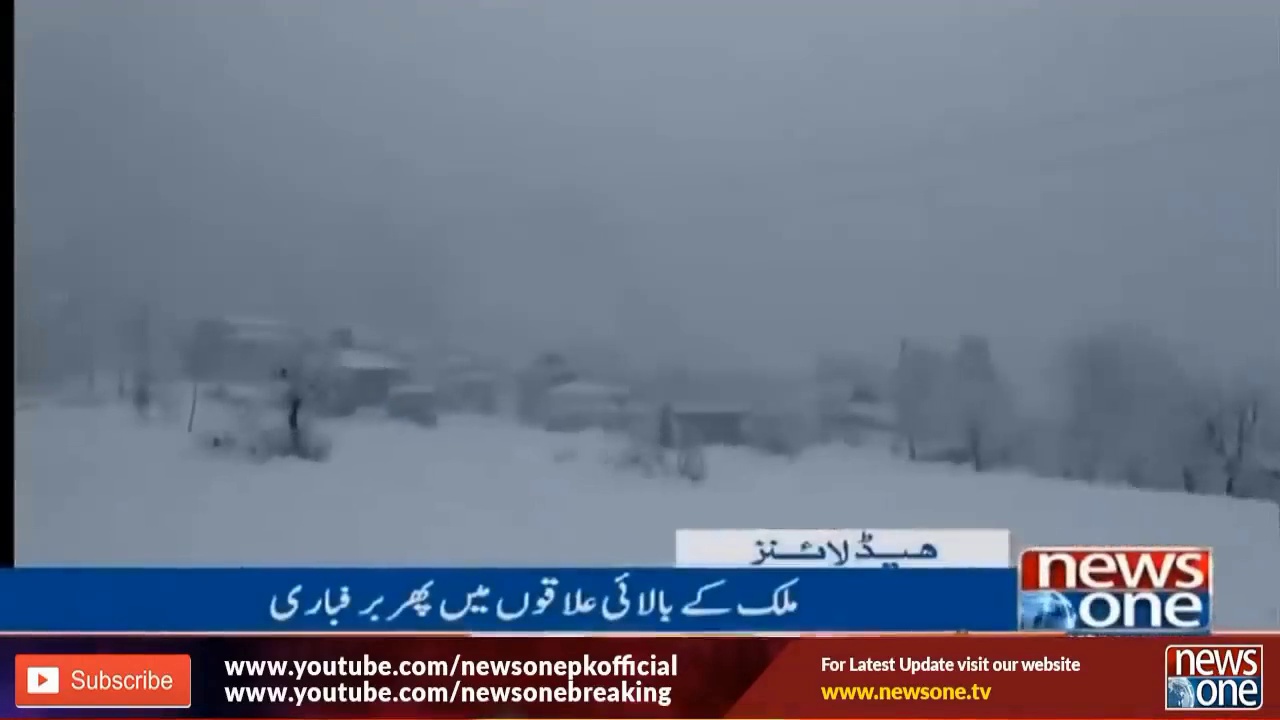 ہیڈلائنز
ملک کے بالائی علاقوں میں پھر برفباری
news
one
Subscribe
www.youtube.com/newsonepkofficial
www.youtube.com/newsonebreaking
For Latest Update visit our website
www.newsone.tv
news
one